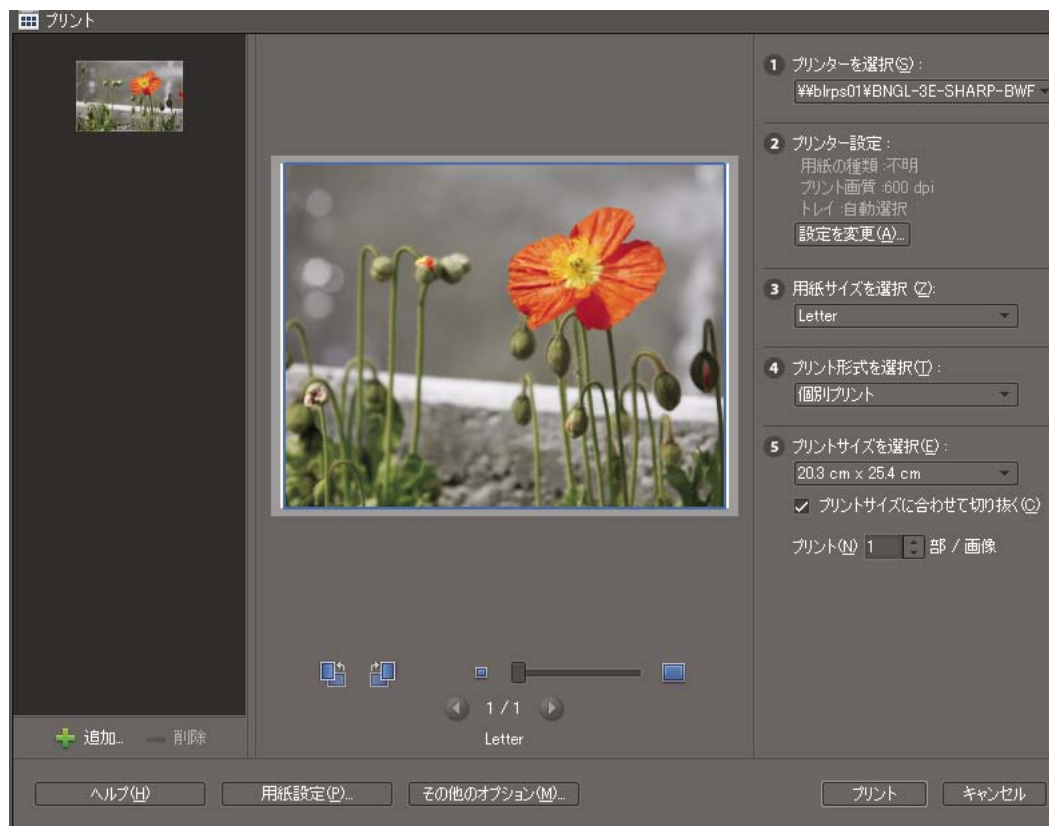 プリント
1 プリンターを選択(S) :
¥¥blrps01¥BNGL-3E-SHARP-BWF
2 プリンター設定 :
用紙の種類 :不明
プリント画質 :600 dpi
トレイ :自動選択
設定を変更(A)...
3 用紙サイズを選択 (Z):
Letter
4 プリント形式を選択(T) :
個別プリント
5 プリントサイズを選択(E) :
20.3 cm x 25.4 cm
プリントサイズに合わせて切り抜く(C)
プリント(N) 1 部 / 画像
1 / 1
Letter
追加... 削除
ヘルプ(H) 用紙設定(P)... その他のオプション(M)... プリント キャンセル